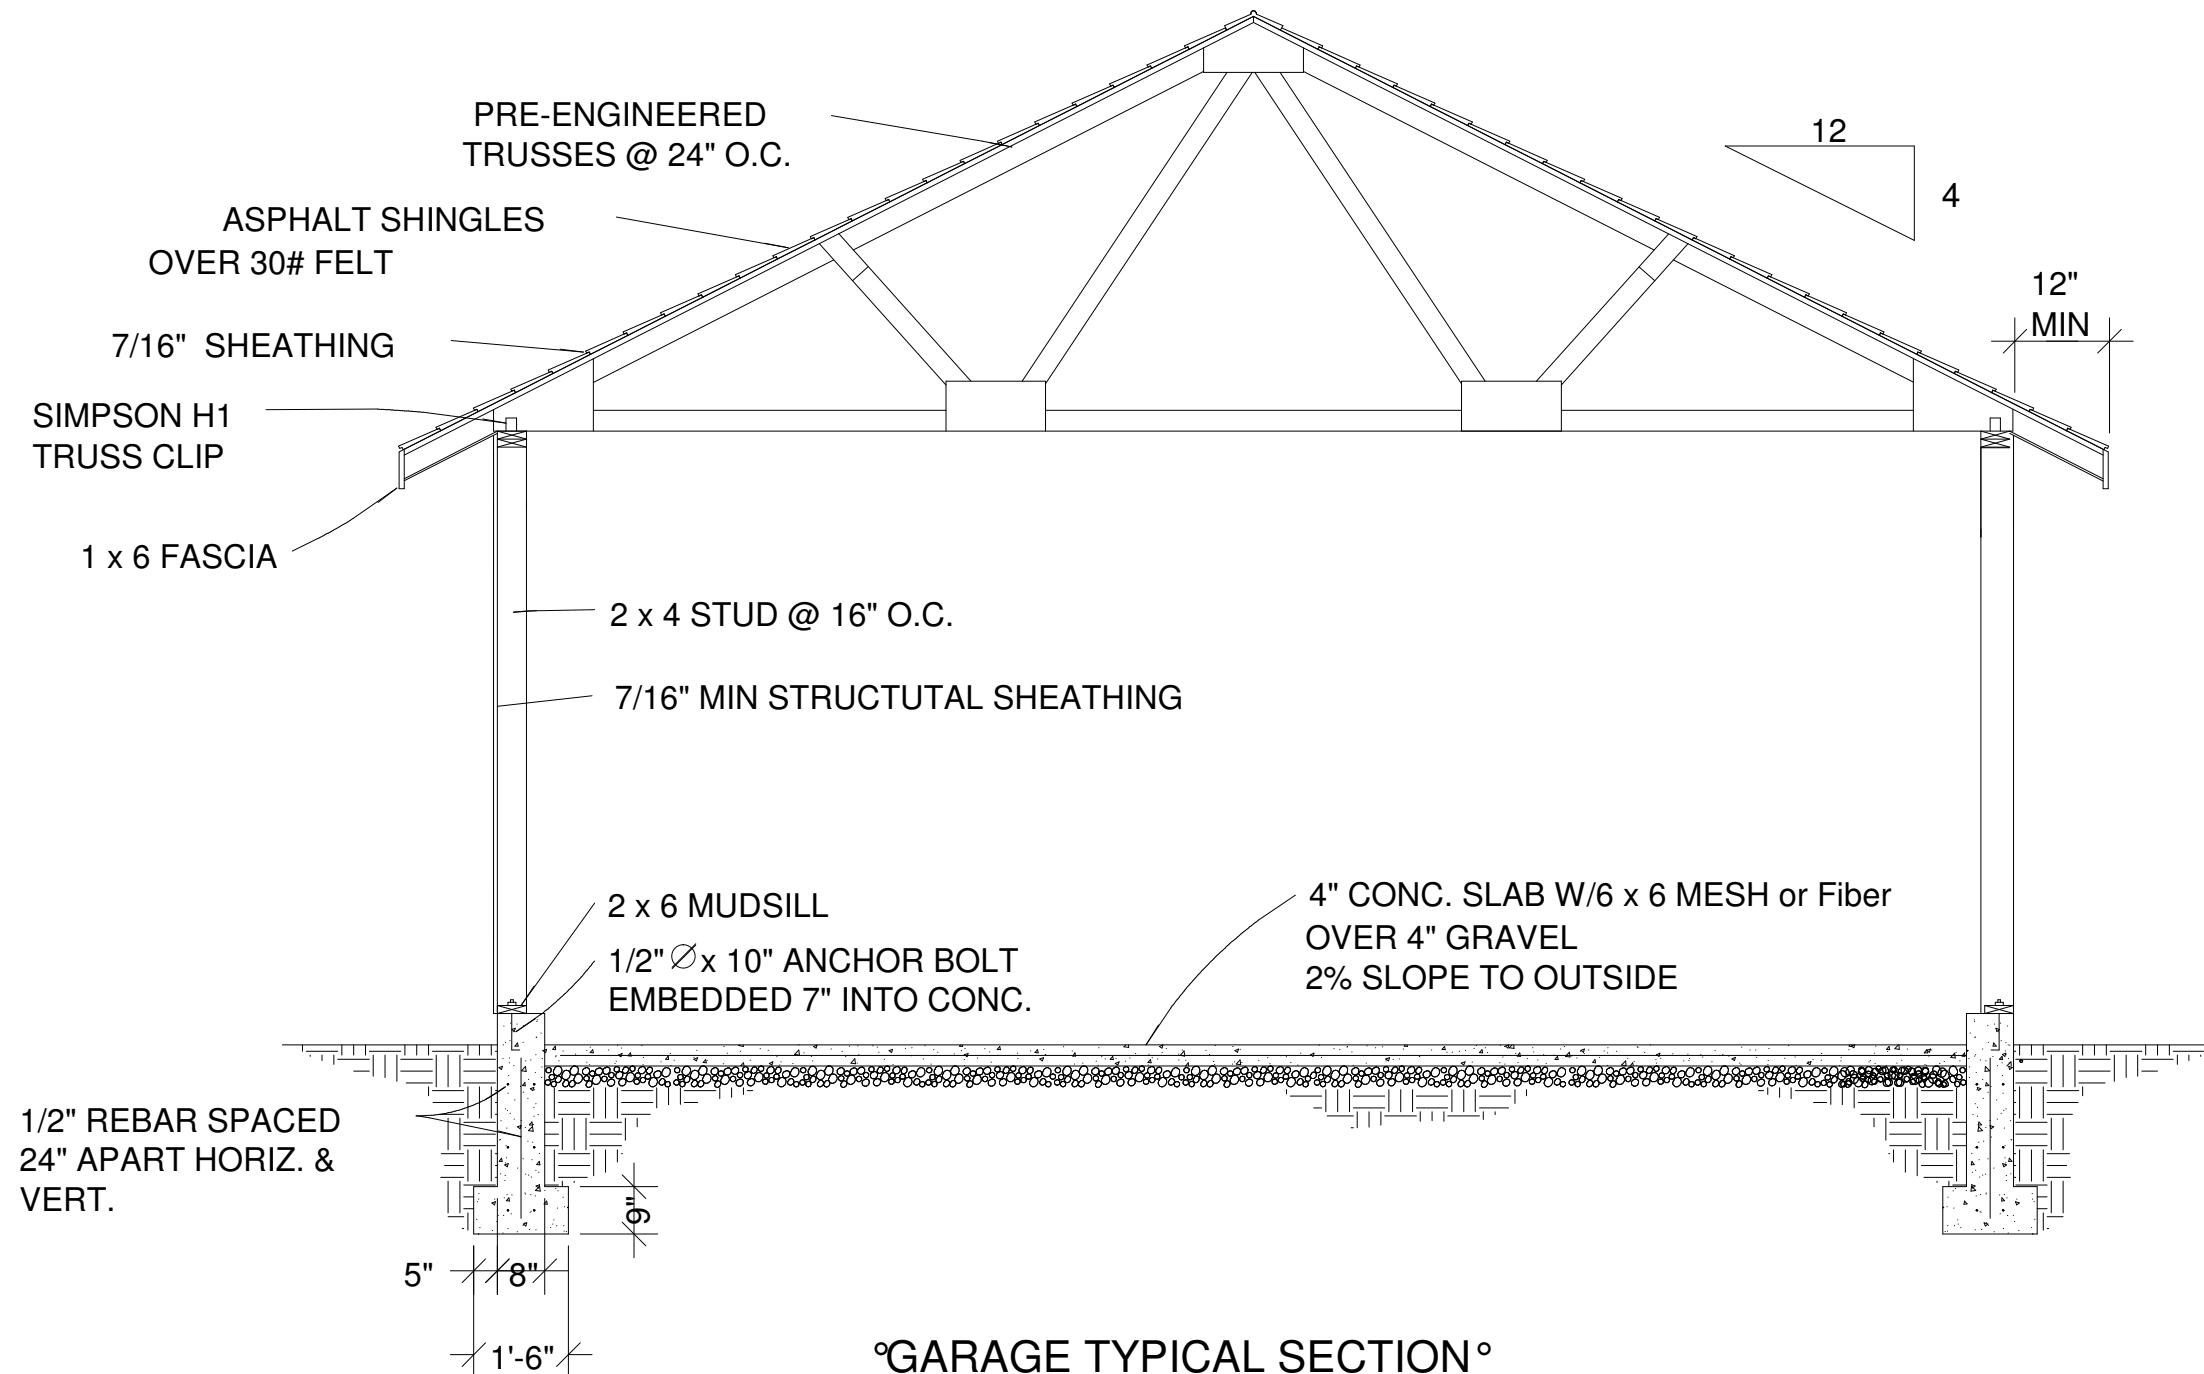 PRE-ENGINEERED
TRUSSES @ 24" O.C.
12
4
ASPHALT SHINGLES
OVER 30# FELT
12"
MIN
7/16" SHEATHING
SIMPSON H1
TRUSS CLIP
1 x 6 FASCIA
2 x 4 STUD @ 16" O.C.
7/16" MIN STRUCTUTAL SHEATHING
2 x 6 MUDSILL
1/2" Ø x 10" ANCHOR BOLT
EMBEDDED 7" INTO CONC.
4" CONC. SLAB W/6 x 6 MESH or Fiber
OVER 4" GRAVEL
2% SLOPE TO OUTSIDE
1/2" REBAR SPACED
24" APART HORIZ. &
VERT.
9"
5"
8"
1'-6"
°GARAGE TYPICAL SECTION°